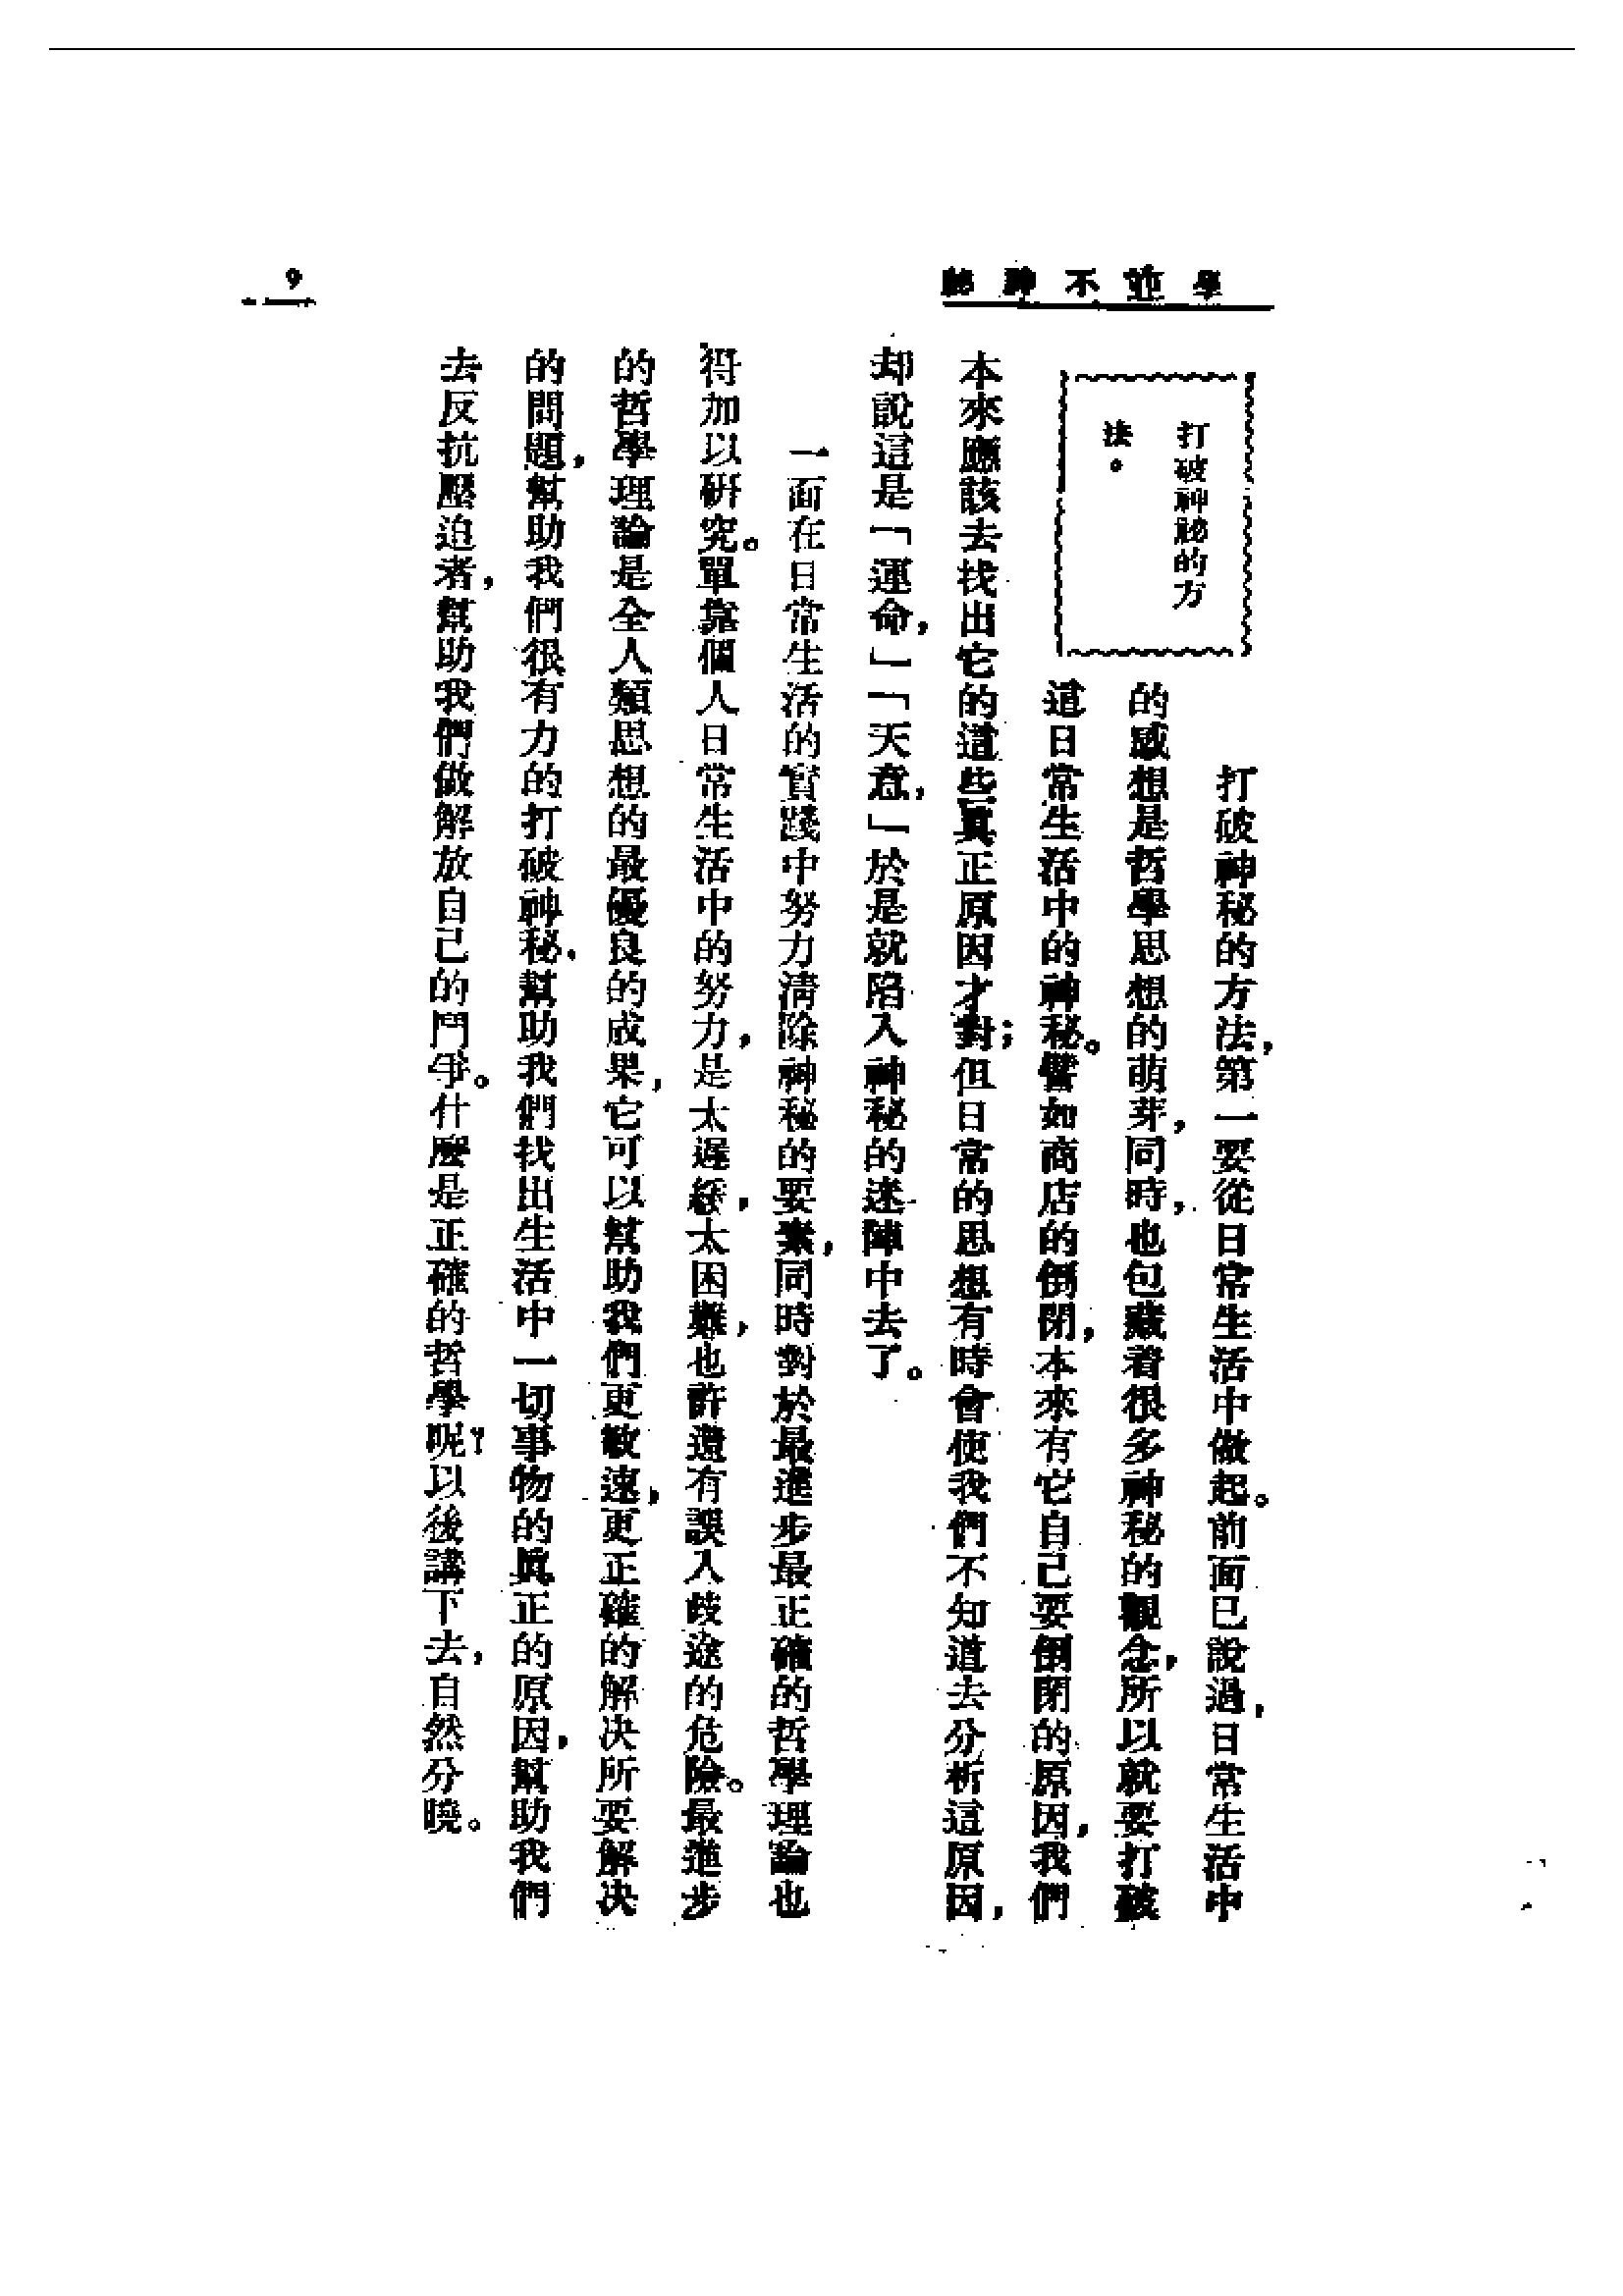 學並不神秘
9
打破神祕的方
法。
打破神秘的方法，第一要從日常生活中做起。前面已說過，日常生活中
的感想是哲學思想的萌芽，同時，也包藏着很多神秘的觀念，所以就要打破
這日常生活中的神秘。譬如商店的倒閉，本來有它自己要倒閉的原因，我們
本來應該去找出它的這些眞正原因才對；但日常的思想有時會使我們不知道去分析這原因，
却說這是「運命，」「天意，」於是就陷入神秘的迷陣中去了。
一面在日常生活的實踐中努力淸除神秘的要素，同時對於最進步最正確的哲學理論也
得加以研究。單靠個人日常生活中的努力，是太遲緩，太困難，也許還有誤入歧途的危險。最進步
的哲學理論是全人類思想的最優良的成果，它可以幫助我們更敏速，更正確的解决所要解决
的問題，幫助我們很有力的打破神秘，幫助我們找出生活中一切事物的眞正的原因，幫助我們
去反抗壓迫者，幫助我們做解放自己的鬥爭。什麼是正確的哲學呢？以後講下去，自然分曉。